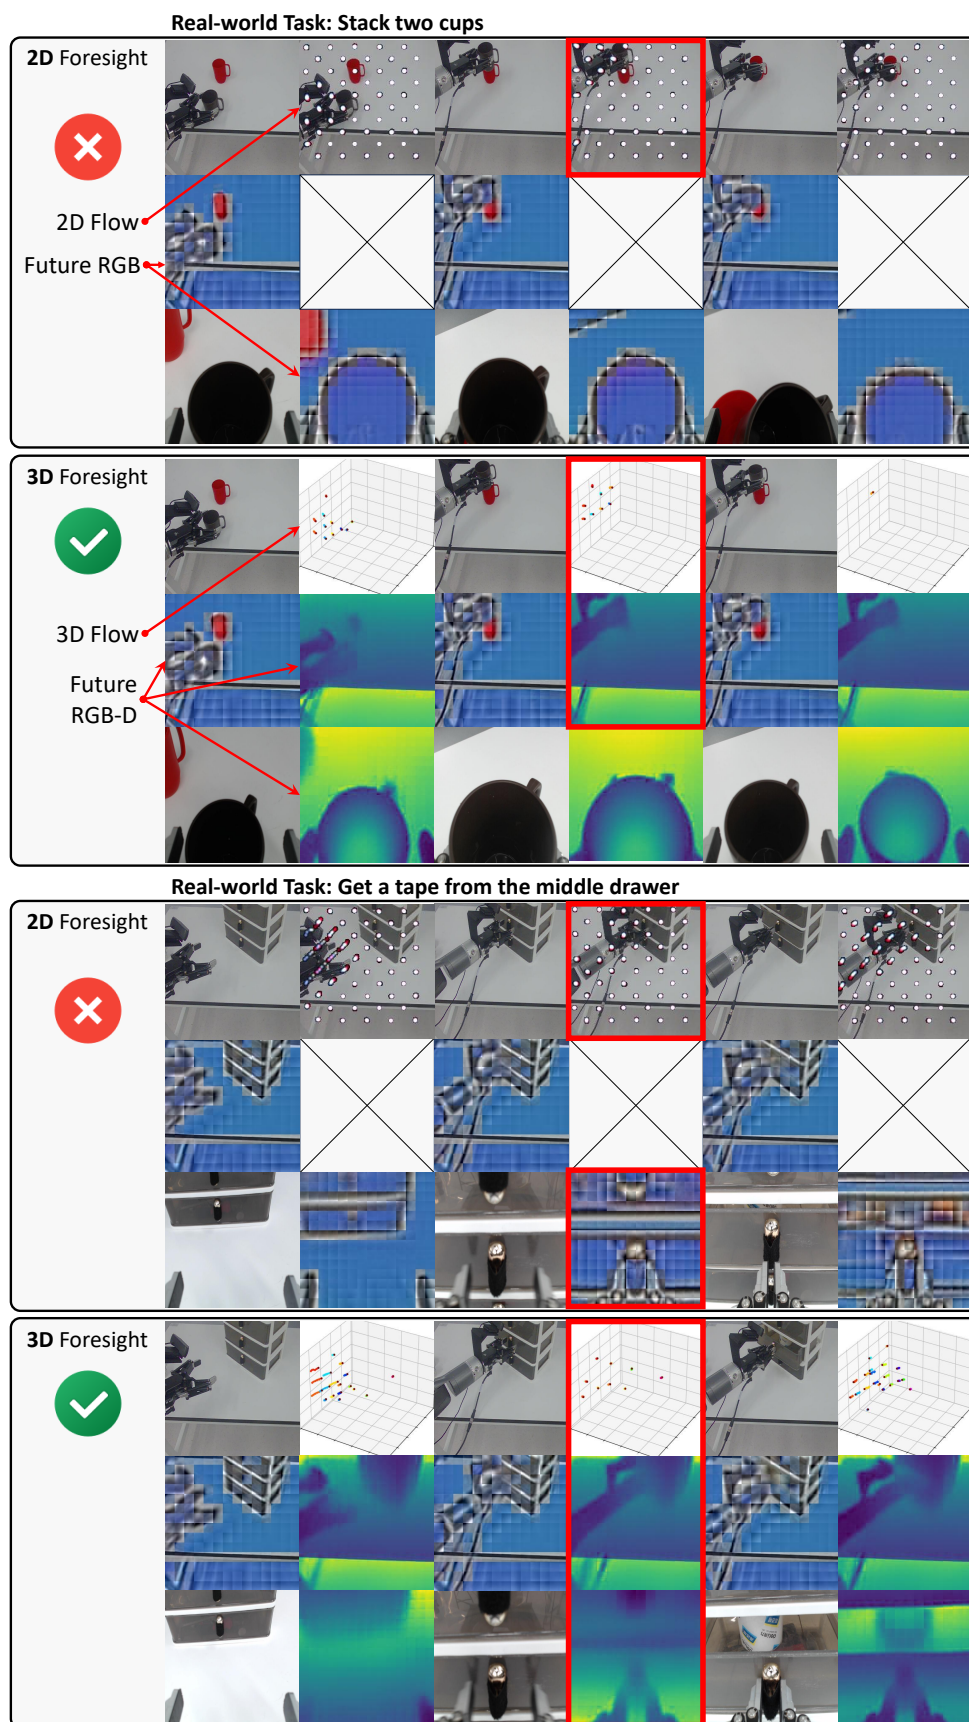 Real-world Task: Stack two cups
2D Foresight
2D Flow
Future RGB
3D Foresight
3D Flow
Future
RGB-D
Real-world Task: Get a tape from the middle drawer
2D Foresight
3D Foresight